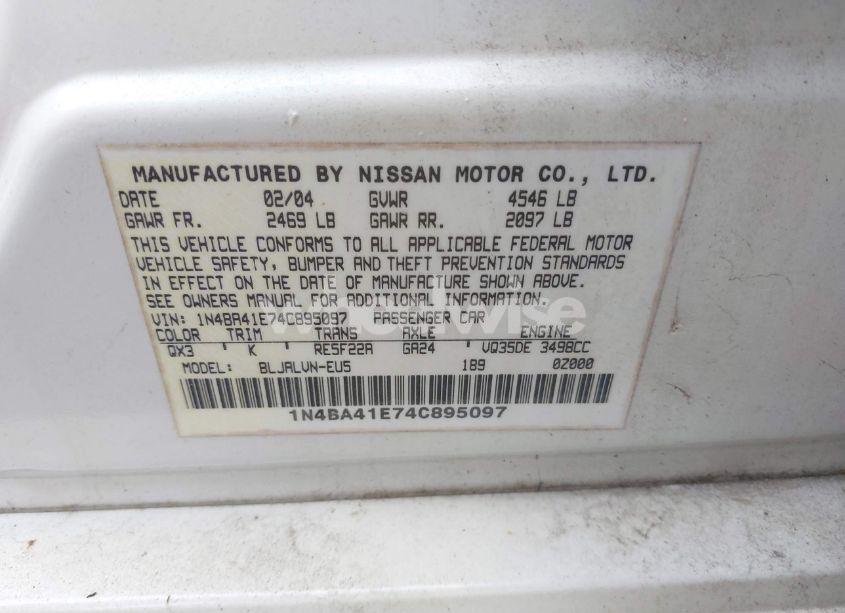 MANUFACTURED BY NISSAN MOTOR CO., LTD.
DATE 02/04 GVWR 4546 LB
GAWR FR. 2469 LB GAWR RR. 2097 LB
THIS VEHICLE CONFORMS TO ALL APPLICABLE FEDERAL MOTOR
VEHICLE SAFETY, BUMPER AND THEFT PREVENTION STANDARDS
IN EFFECT ON THE DATE OF MANUFACTURE SHOWN ABOVE.
SEE OWNERS MANUAL FOR ADDITIONAL INFORMATION.
VIN: 1N4BA41E74C895097 PASSENGER CAR
COLOR TRIM TRANS AXLE ENGINE
QX3 ' K RE5F22A GA24 ' VQ35DE 3498CC
MODEL: BLJALVN-EU5 189 0Z000
1N4BA41E74C895097